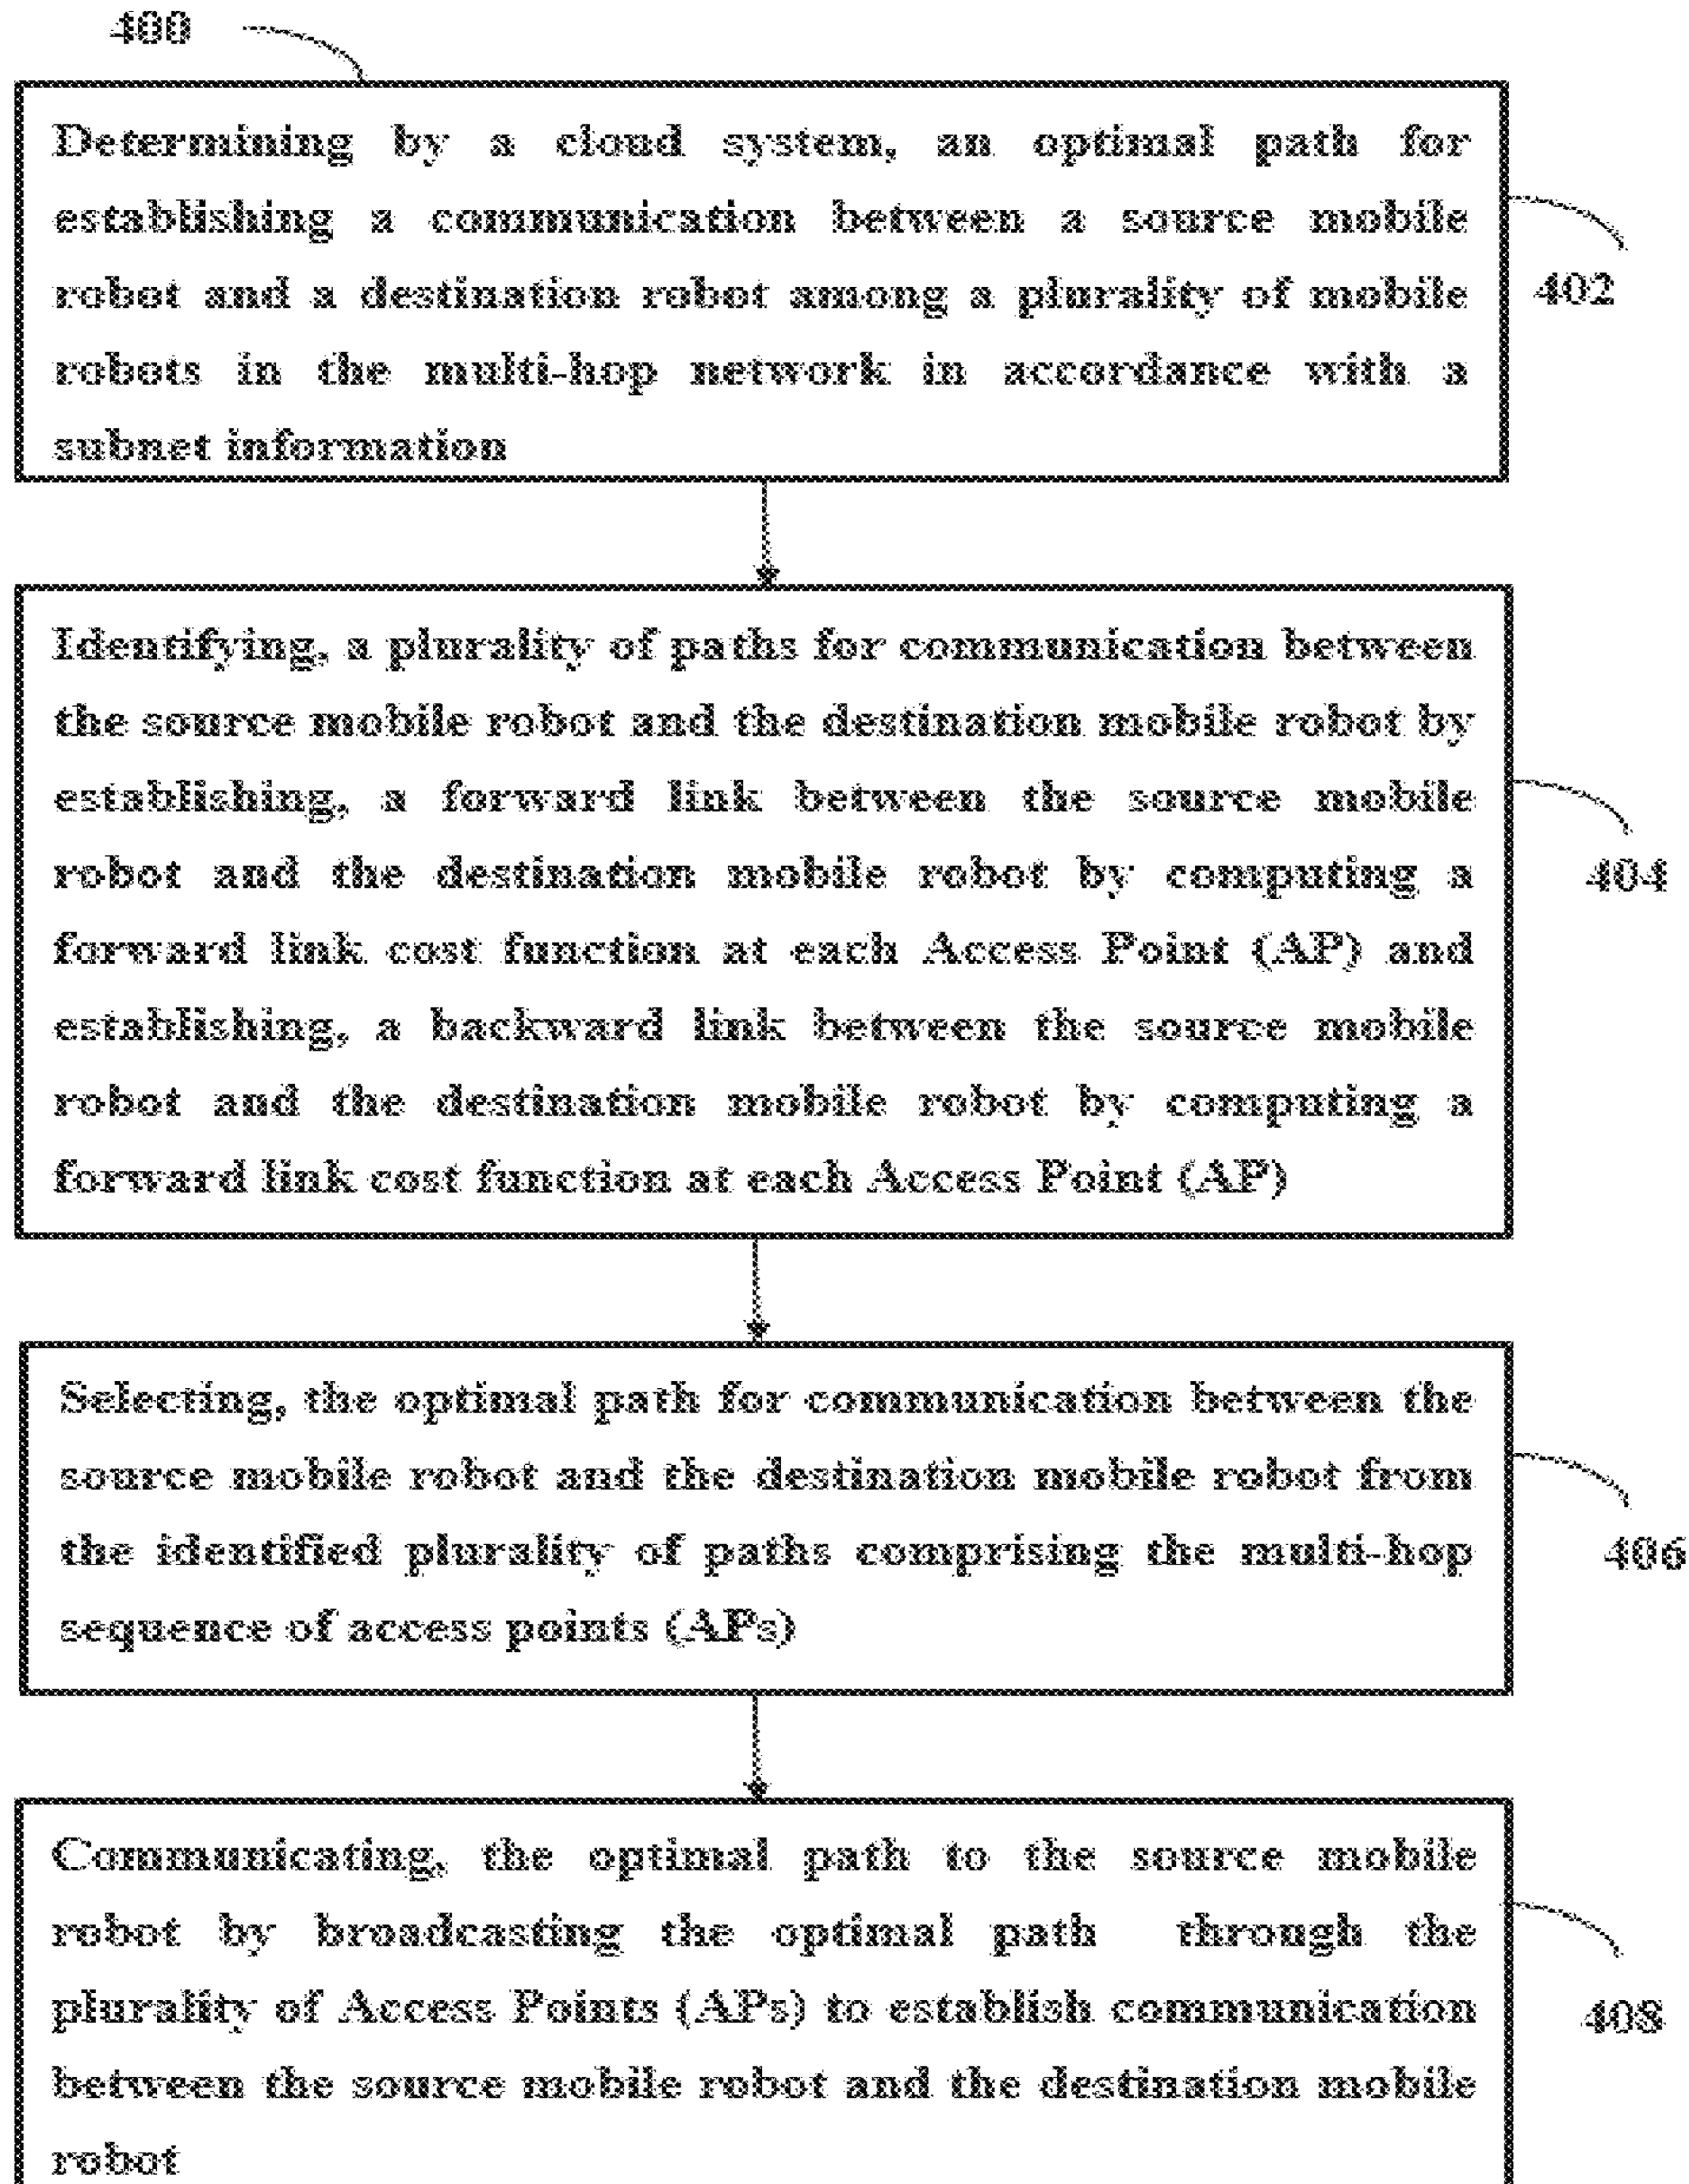 400
Determining by a cloud system, an optimal path for
establishing a communication between a source mobile
robot and a destination robot among a plurality of mobile
robots in the multi-hop network in accordance with a
subnet information
402
Identifying, a plurality of paths for communication between
the source mobile robot and the destination mobile robot by
establishing, a forward link between the source mobile
robot and the destination mobile robot by computing a
forward link cost function at each Access Point (AP) and
establishing, a backward link between the source mobile
robot and the destination mobile robot by computing a
forward link cost function at each Access Point (AP)
404
Selecting, the optimal path for communication between the
source mobile robot and the destination mobile robot from
the identified plurality of paths comprising the multi-hop
sequence of access points (APs)
406
Communicating, the optimal path to the source mobile
robot by broadcasting the optimal path through the
plurality of Access Points (APs) to establish communication
between the source mobile robot and the destination mobile
robot
408